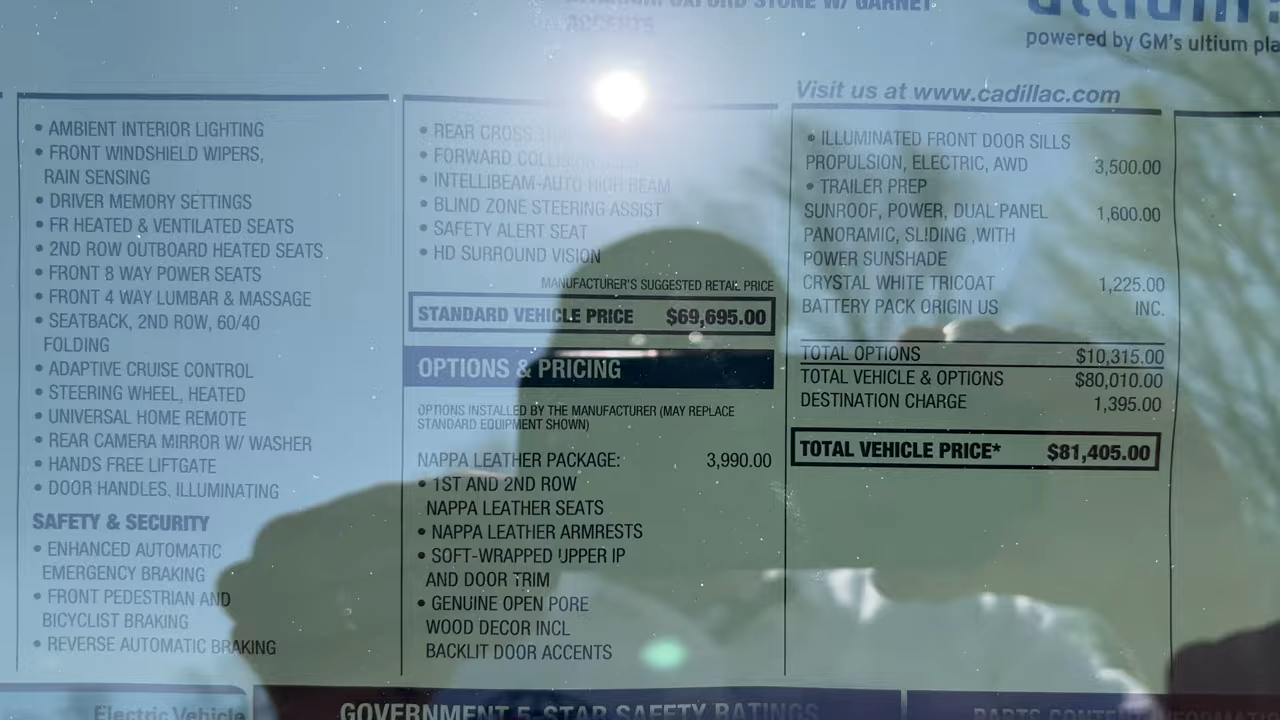 OXFORD STONE W/ GARNET
ACCENTS
ultium
powered by GM's ultium pla
Visit us at www.cadillac.com
• AMBIENT INTERIOR LIGHTING
• FRONT WINDSHIELD WIPERS,
RAIN SENSING
• DRIVER MEMORY SETTINGS
• FR HEATED & VENTILATED SEATS
• 2ND ROW OUTBOARD HEATED SEATS
• FRONT 8 WAY POWER SEATS
• FRONT 4 WAY LUMBAR & MASSAGE
• SEATBACK, 2ND ROW, 60/40
FOLDING
• ADAPTIVE CRUISE CONTROL
• STEERING WHEEL, HEATED
• UNIVERSAL HOME REMOTE
• REAR CAMERA MIRROR W/ WASHER
• HANDS FREE LIFTGATE
• DOOR HANDLES, ILLUMINATING
SAFETY & SECURITY
• ENHANCED AUTOMATIC
EMERGENCY BRAKING
• FRONT PEDESTRIAN AND
BICYCLIST BRAKING
• REVERSE AUTOMATIC BRAKING
• REAR CROSS
• FORWARD COLLISION
• INTELLIBEAM-AUTO HIGH BEAM
• BLIND ZONE STEERING ASSIST
• SAFETY ALERT SEAT
• HD SURROUND VISION
MANUFACTURER'S SUGGESTED RETAIL PRICE
STANDARD VEHICLE PRICE $69,695.00
OPTIONS & PRICING
OPTIONS INSTALLED BY THE MANUFACTURER (MAY REPLACE
STANDARD EQUIPMENT SHOWN)
NAPPA LEATHER PACKAGE: 3,990.00
• 1ST AND 2ND ROW
NAPPA LEATHER SEATS
• NAPPA LEATHER ARMRESTS
• SOFT-WRAPPED UPPER IP
AND DOOR TRIM
• GENUINE OPEN PORE
WOOD DECOR INCL
BACKLIT DOOR ACCENTS
• ILLUMINATED FRONT DOOR SILLS
PROPULSION, ELECTRIC, AWD 3,500.00
• TRAILER PREP
SUNROOF, POWER, DUAL PANEL 1,600.00
PANORAMIC, SLIDING ,WITH
POWER SUNSHADE
CRYSTAL WHITE TRICOAT 1,225.00
BATTERY PACK ORIGIN US INC.
TOTAL OPTIONS $10,315.00
TOTAL VEHICLE & OPTIONS $80,010.00
DESTINATION CHARGE 1,395.00
TOTAL VEHICLE PRICE* $81,405.00
Electric Vehicle
GOVERNMENT 5-STAR SAFETY RATINGS
PARTS CONTENT INFORMATIO